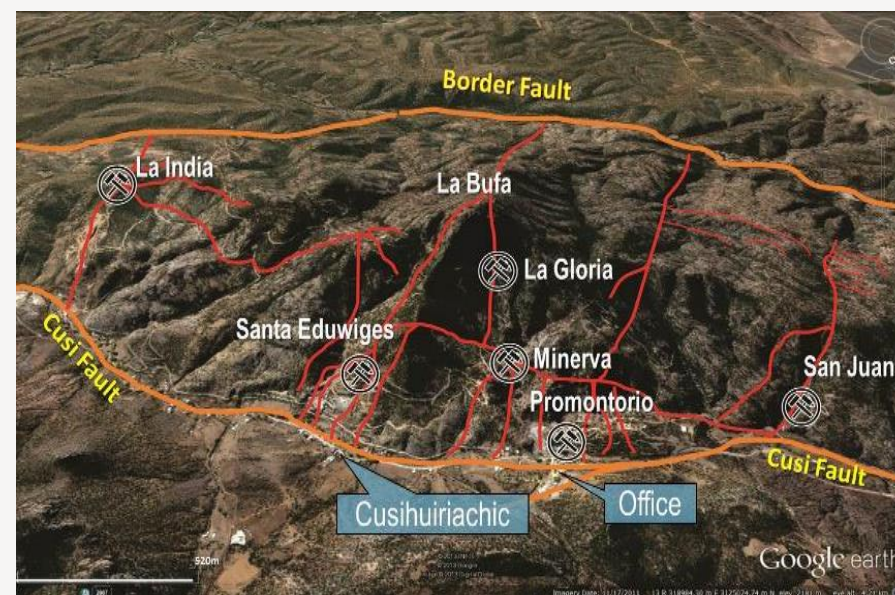 Border Fault
La India
La Bufa
La Gloria
Cusi Fault
Santa Eduwiges
Minerva
San Juan
Promontorio
Cusi Fault
Cusihuiriachic
Office
520m
Google earth